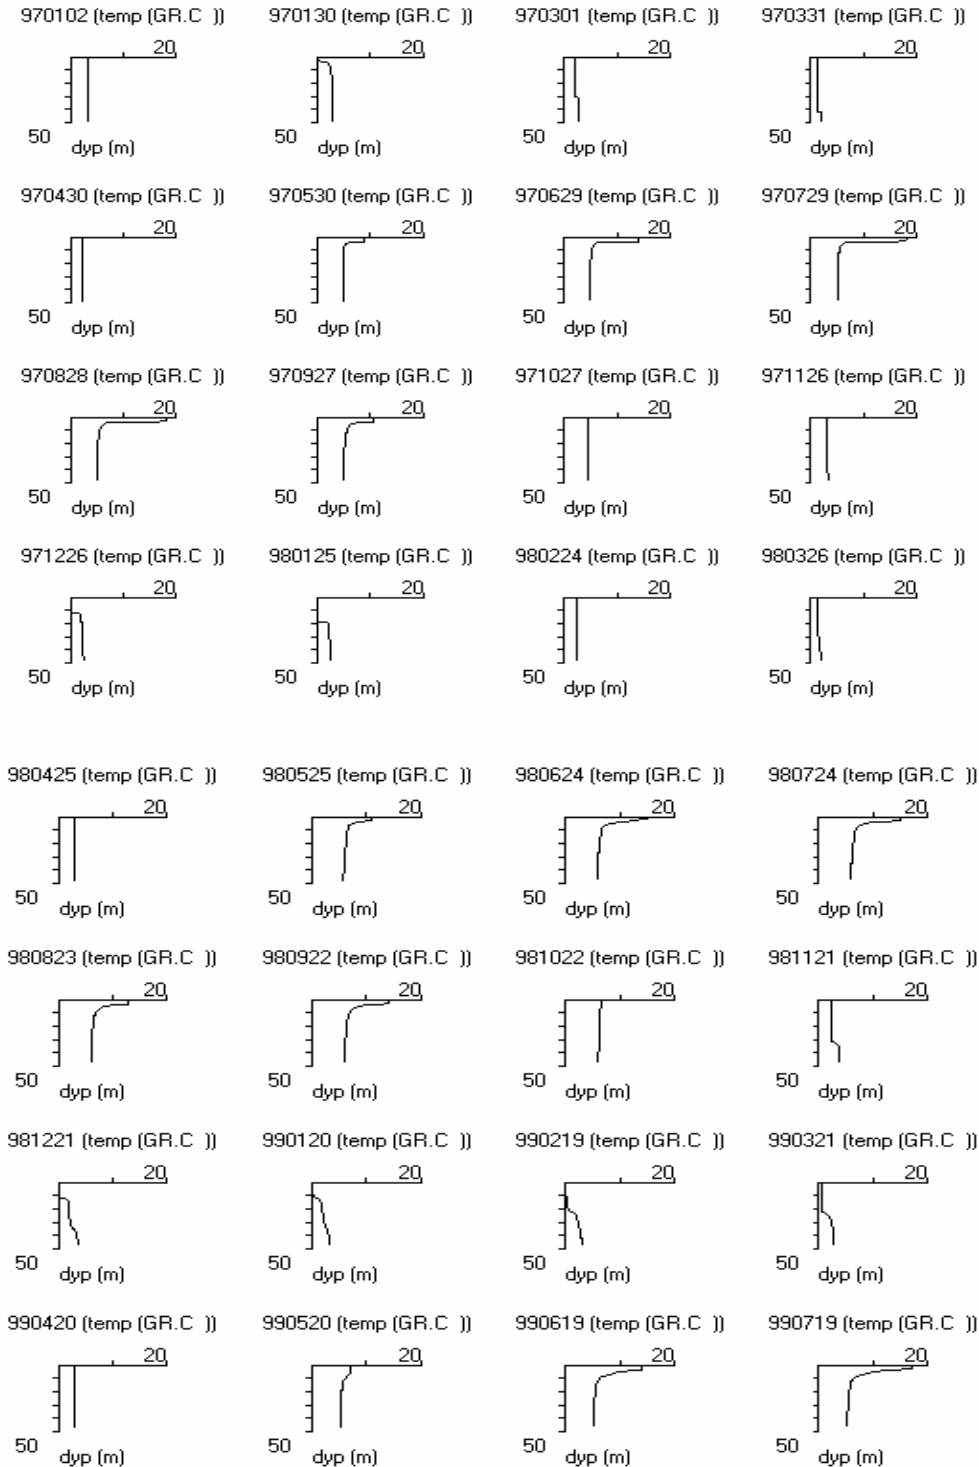 970102 (temp (GR.C )) 970130 (temp (GR.C )) 970301 (temp (GR.C )) 970331 (temp (GR.C ))
20 20 20 20
50 50 50 50
dyp (m) dyp (m) dyp (m) dyp (m)
970430 (temp (GR.C )) 970530 (temp (GR.C )) 970629 (temp (GR.C )) 970729 (temp (GR.C ))
20 20 20 20
50 50 50 50
dyp (m) dyp (m) dyp (m) dyp (m)
970828 (temp (GR.C )) 970927 (temp (GR.C )) 971027 (temp (GR.C )) 971126 (temp (GR.C ))
20 20 20 20
50 50 50 50
dyp (m) dyp (m) dyp (m) dyp (m)
971226 (temp (GR.C )) 980125 (temp (GR.C )) 980224 (temp (GR.C )) 980326 (temp (GR.C ))
20 20 20 20
50 50 50 50
dyp (m) dyp (m) dyp (m) dyp (m)
980425 (temp (GR.C )) 980525 (temp (GR.C )) 980624 (temp (GR.C )) 980724 (temp (GR.C ))
20 20 20 20
50 50 50 50
dyp (m) dyp (m) dyp (m) dyp (m)
980823 (temp (GR.C )) 980922 (temp (GR.C )) 981022 (temp (GR.C )) 981121 (temp (GR.C ))
20 20 20 20
50 50 50 50
dyp (m) dyp (m) dyp (m) dyp (m)
981221 (temp (GR.C )) 990120 (temp (GR.C )) 990219 (temp (GR.C )) 990321 (temp (GR.C ))
20 20 20 20
50 50 50 50
dyp (m) dyp (m) dyp (m) dyp (m)
990420 (temp (GR.C )) 990520 (temp (GR.C )) 990619 (temp (GR.C )) 990719 (temp (GR.C ))
20 20 20 20
50 50 50 50
dyp (m) dyp (m) dyp (m) dyp (m)